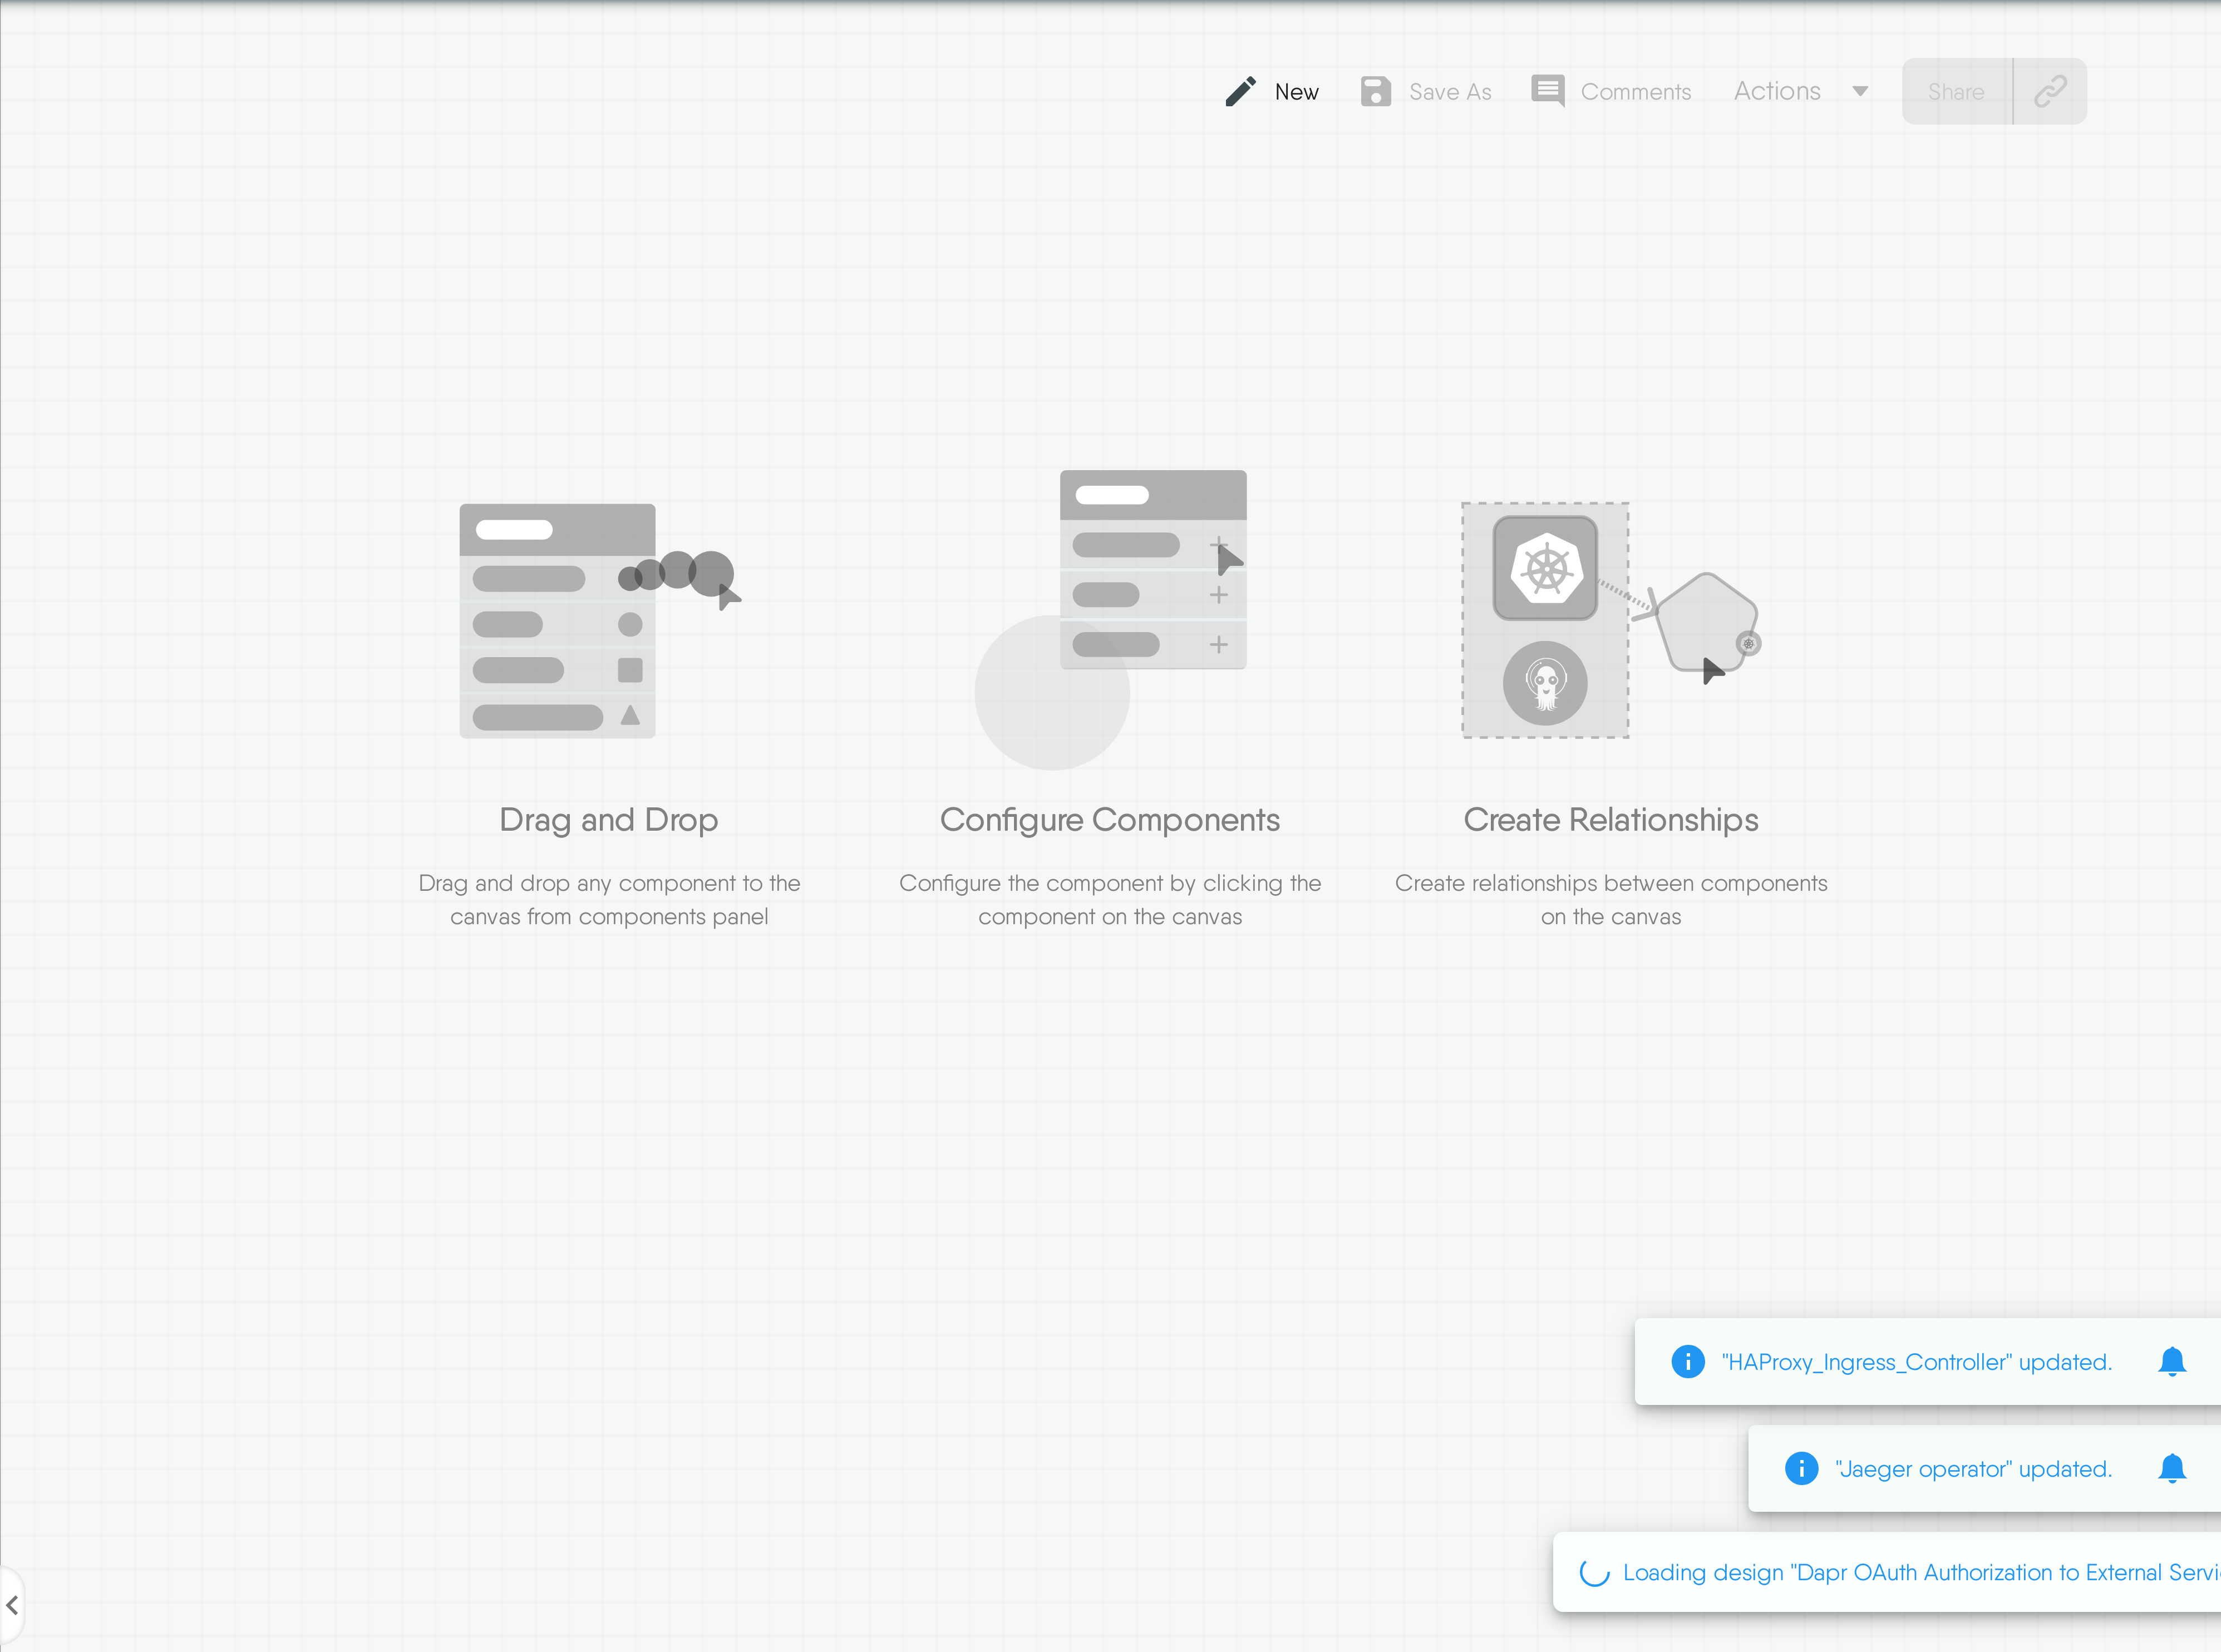 New
Save As
Comments
Actions
Share
Drag and Drop
Drag and drop any component to the
canvas from components panel
Configure Components
Configure the component by clicking the
component on the canvas
Create Relationships
Create relationships between components
on the canvas
"HAProxy_Ingress_Controller" updated.
"Jaeger operator" updated.
Loading design "Dapr OAuth Authorization to External